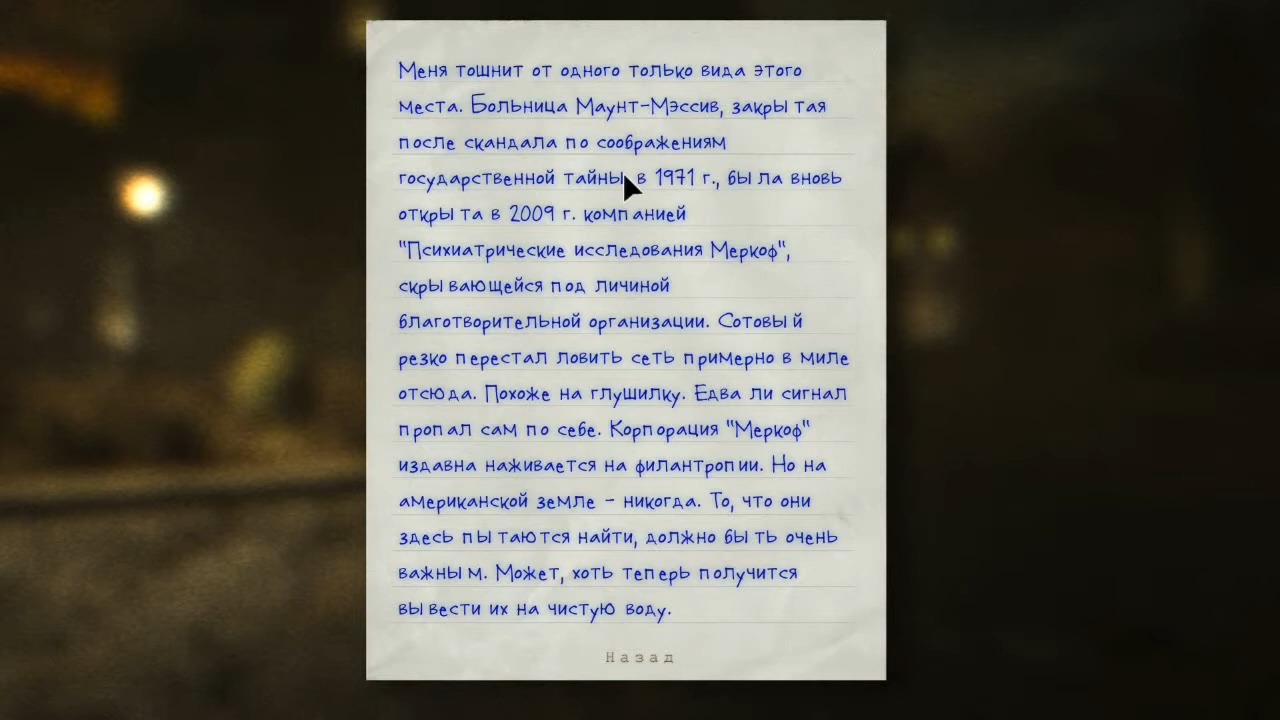 Меня тошнит от одного только вида этого
места. Больница Маунт-Мэссив, закрытая
после скандала по соображениям
государственной тайны в 1971 г., была вновь
открыта в 2009 г. компанией
"Психиатрические исследования Меркоф",
скрывающейся под личиной
благотворительной организации. Сотовый
резко перестал ловить сеть примерно в миле
отсюда. Похоже на глушилку. Едва ли сигнал
пропал сам по себе. Корпорация "Меркоф"
издавна наживается на филантропии. Но на
американской земле - никогда. То, что они
здесь пытаются найти, должно быть очень
важным. Может, хоть теперь получится
вывести их на чистую воду.
Назад